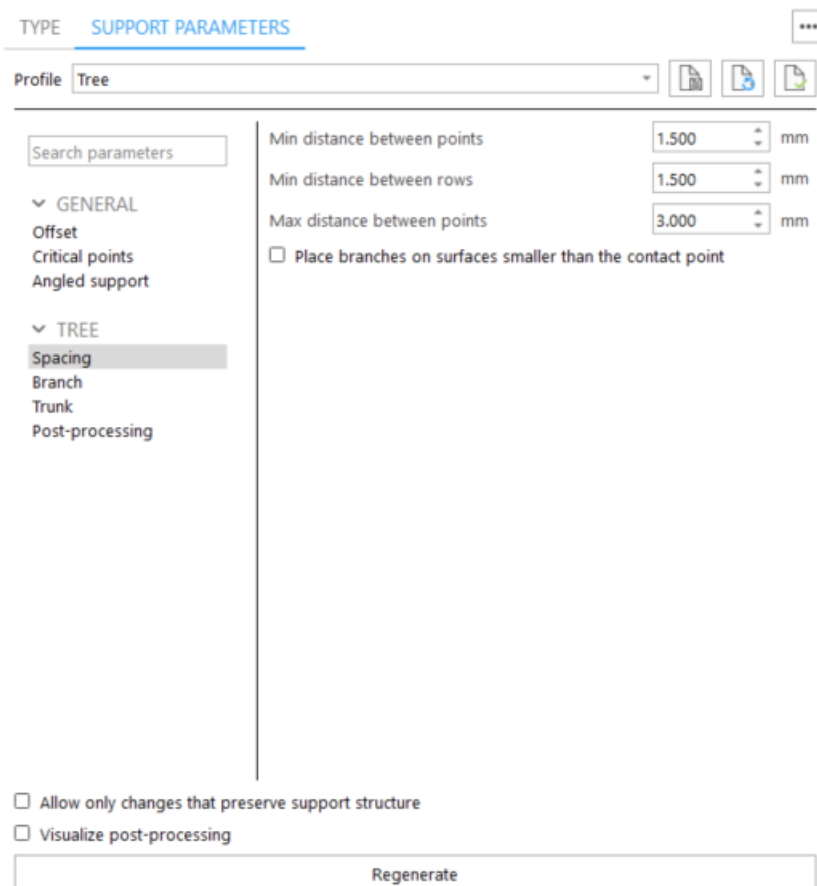 TYPE SUPPORT PARAMETERS
Profile Tree
Search parameters
GENERAL
Offset
Critical points
Angled support
TREE
Spacing
Branch
Trunk
Post-processing
Min distance between points 1.500 mm
Min distance between rows 1.500 mm
Max distance between points 3.000 mm
Place branches on surfaces smaller than the contact point
Allow only changes that preserve support structure
Visualize post-processing
Regenerate